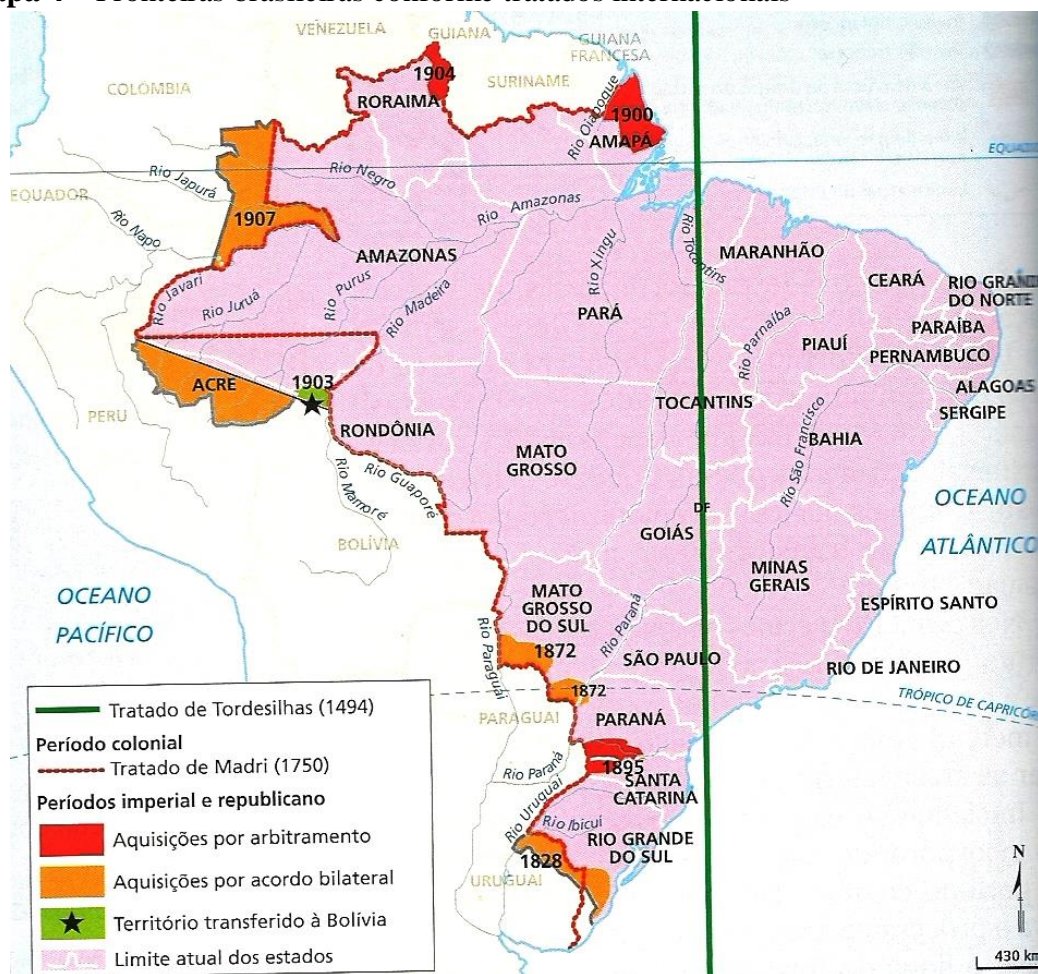 Fronteiras brasileiras conforme tratados internacionais
VENEZUELA
GUIANA
GUIANA
FRANCESA
SURINAME
COLÔMBIA
1904
RORAIMA
Rio Oiapoque
1900
AMAPÁ
EQUADOR
Rio Japurá
Rio Negro
Rio Napo
1907
Rio Amazonas
AMAZONAS
Rio Javari
Rio Juruá
Rio Purus
Rio Madeira
Rio Xingu
PARÁ
Rio Tocantins
MARANHÃO
CEARÁ
RIO GRANDE
DO NORTE
PARAÍBA
Rio Parnaíba
PIAUÍ
PERNAMBUCO
ALAGOAS
SERGIPE
PERU
ACRE
1903
RONDÔNIA
TOCANTINS
BAHIA
Rio São Francisco
MATO
GROSSO
Rio Guaporé
Rio Mamoré
BOLÍVIA
DF
GOIÁS
OCEANO
ATLÂNTICO
MINAS
GERAIS
ESPÍRITO SANTO
OCEANO
PACÍFICO
MATO
GROSSO
DO SUL
Rio Paraná
1872
Rio Paraguai
SÃO PAULO
RIO DE JANEIRO
1872
TRÓPICO DE CAPRICÓR
PARAGUAI
PARANÁ
Rio Paraná
1895
SANTA
CATARINA
Rio Uruguai
Rio Ibicuí
RIO GRANDE
DO SUL
1828
URUGUAI
Tratado de Tordesilhas (1494)
Período colonial
Tratado de Madri (1750)
Períodos imperial e republicano
Aquisições por arbitramento
Aquisições por acordo bilateral
Território transferido à Bolívia
Limite atual dos estados
N
430 km